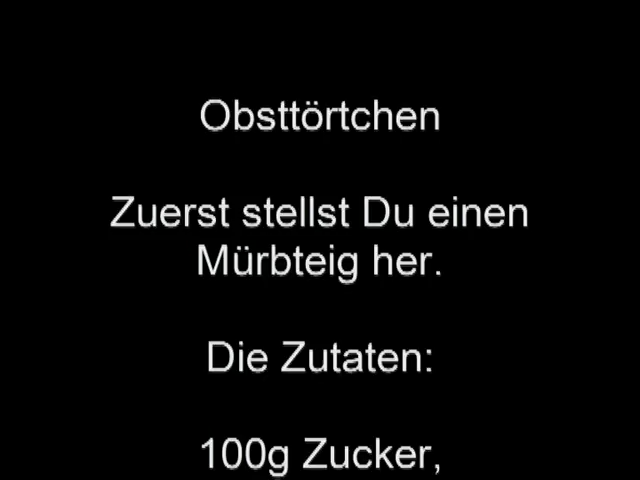 Obsttörtchen
Zuerst stellst Du einen
Mürbteig her.
Die Zutaten:
100g Zucker,